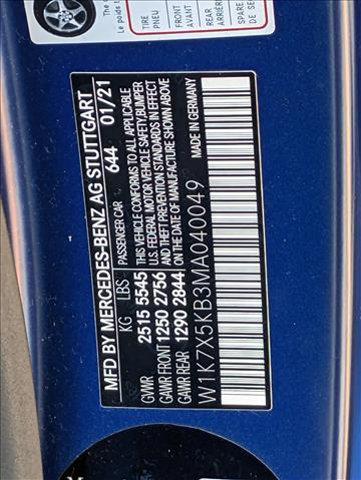 MFD BY MERCEDES-BENZ AG STUTTGART
PASSENGER CAR 644 01/21
KG LBS
GVWR 2515 5545
GAWR FRONT 1250 2756
GAWR REAR 1290 2844
THIS VEHICLE CONFORMS TO ALL APPLICABLE
U.S. FEDERAL MOTOR VEHICLE SAFETY, BUMPER
AND THEFT PREVENTION STANDARDS IN EFFECT
ON THE DATE OF MANUFACTURE SHOWN ABOVE
MADE IN GERMANY
W1K7X5KB3MA040049
The c
Le poids t
TIRE
PNEU
FRONT
AVANT
REAR
ARRIERE
SPARE
DE SE